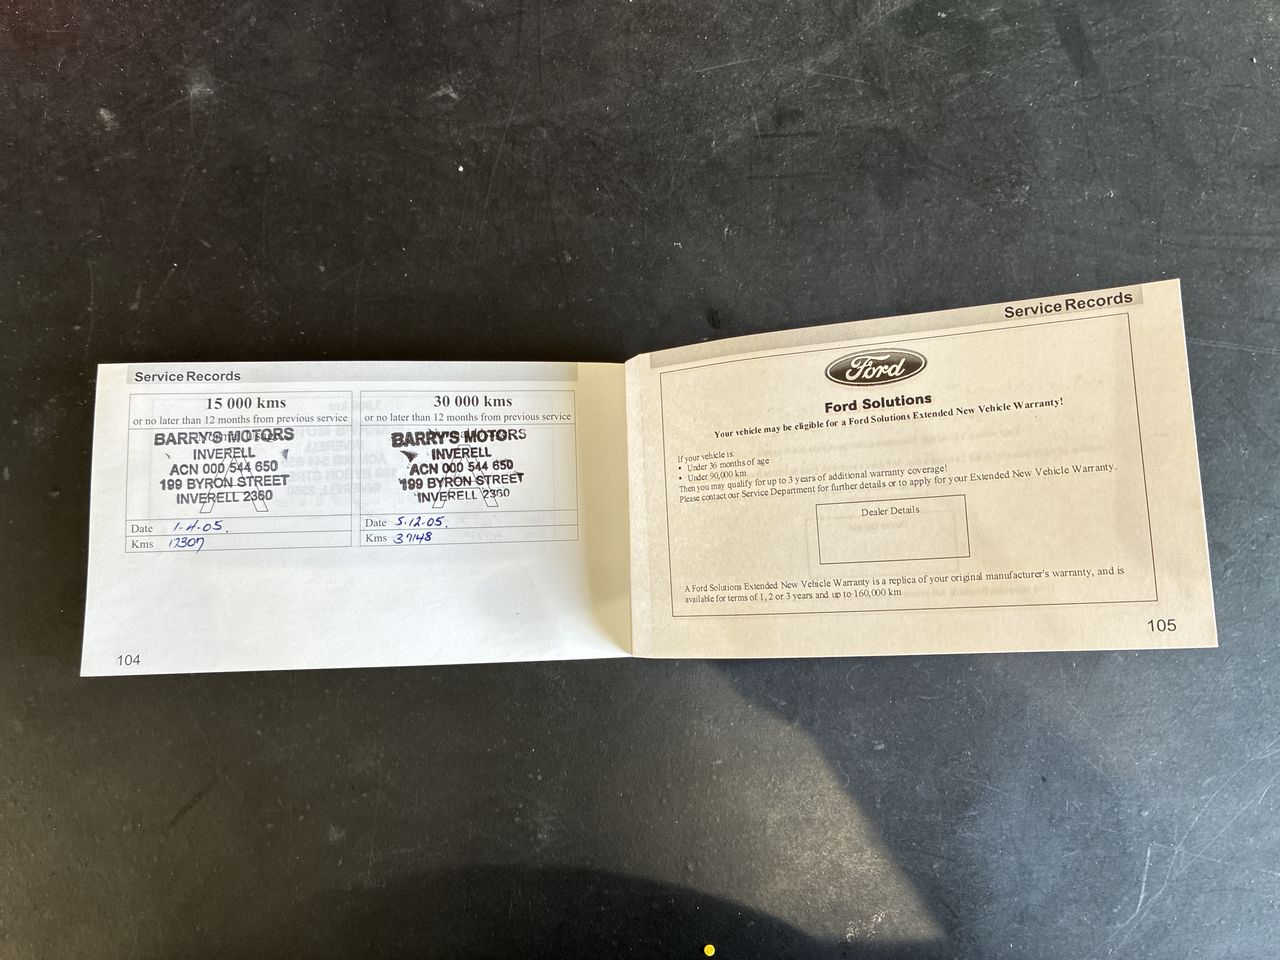 Service Records
15 000 kms
or no later than 12 months from previous service
BARRY'S MOTORS
INVERELL
ACN 000 544 650
199 BYRON STREET
INVERELL 2360
Date 1-4-05.
Kms 17307
30 000 kms
or no later than 12 months from previous service
BARRY'S MOTORS
INVERELL
ACN 000 544 650
199 BYRON STREET
INVERELL 2360
Date 5.12.05.
Kms 37148
104
Service Records
Ford
Ford Solutions
Your vehicle may be eligible for a Ford Solutions Extended New Vehicle Warranty!
If your vehicle is:
• Under 36 months of age
• Under 90,000 km
Then you may qualify for up to 3 years of additional warranty coverage!
Please contact our Service Department for further details or to apply for your Extended New Vehicle Warranty.
Dealer Details
A Ford Solutions Extended New Vehicle Warranty is a replica of your original manufacturer's warranty, and is
available for terms of 1, 2 or 3 years and up to 160,000 km
105